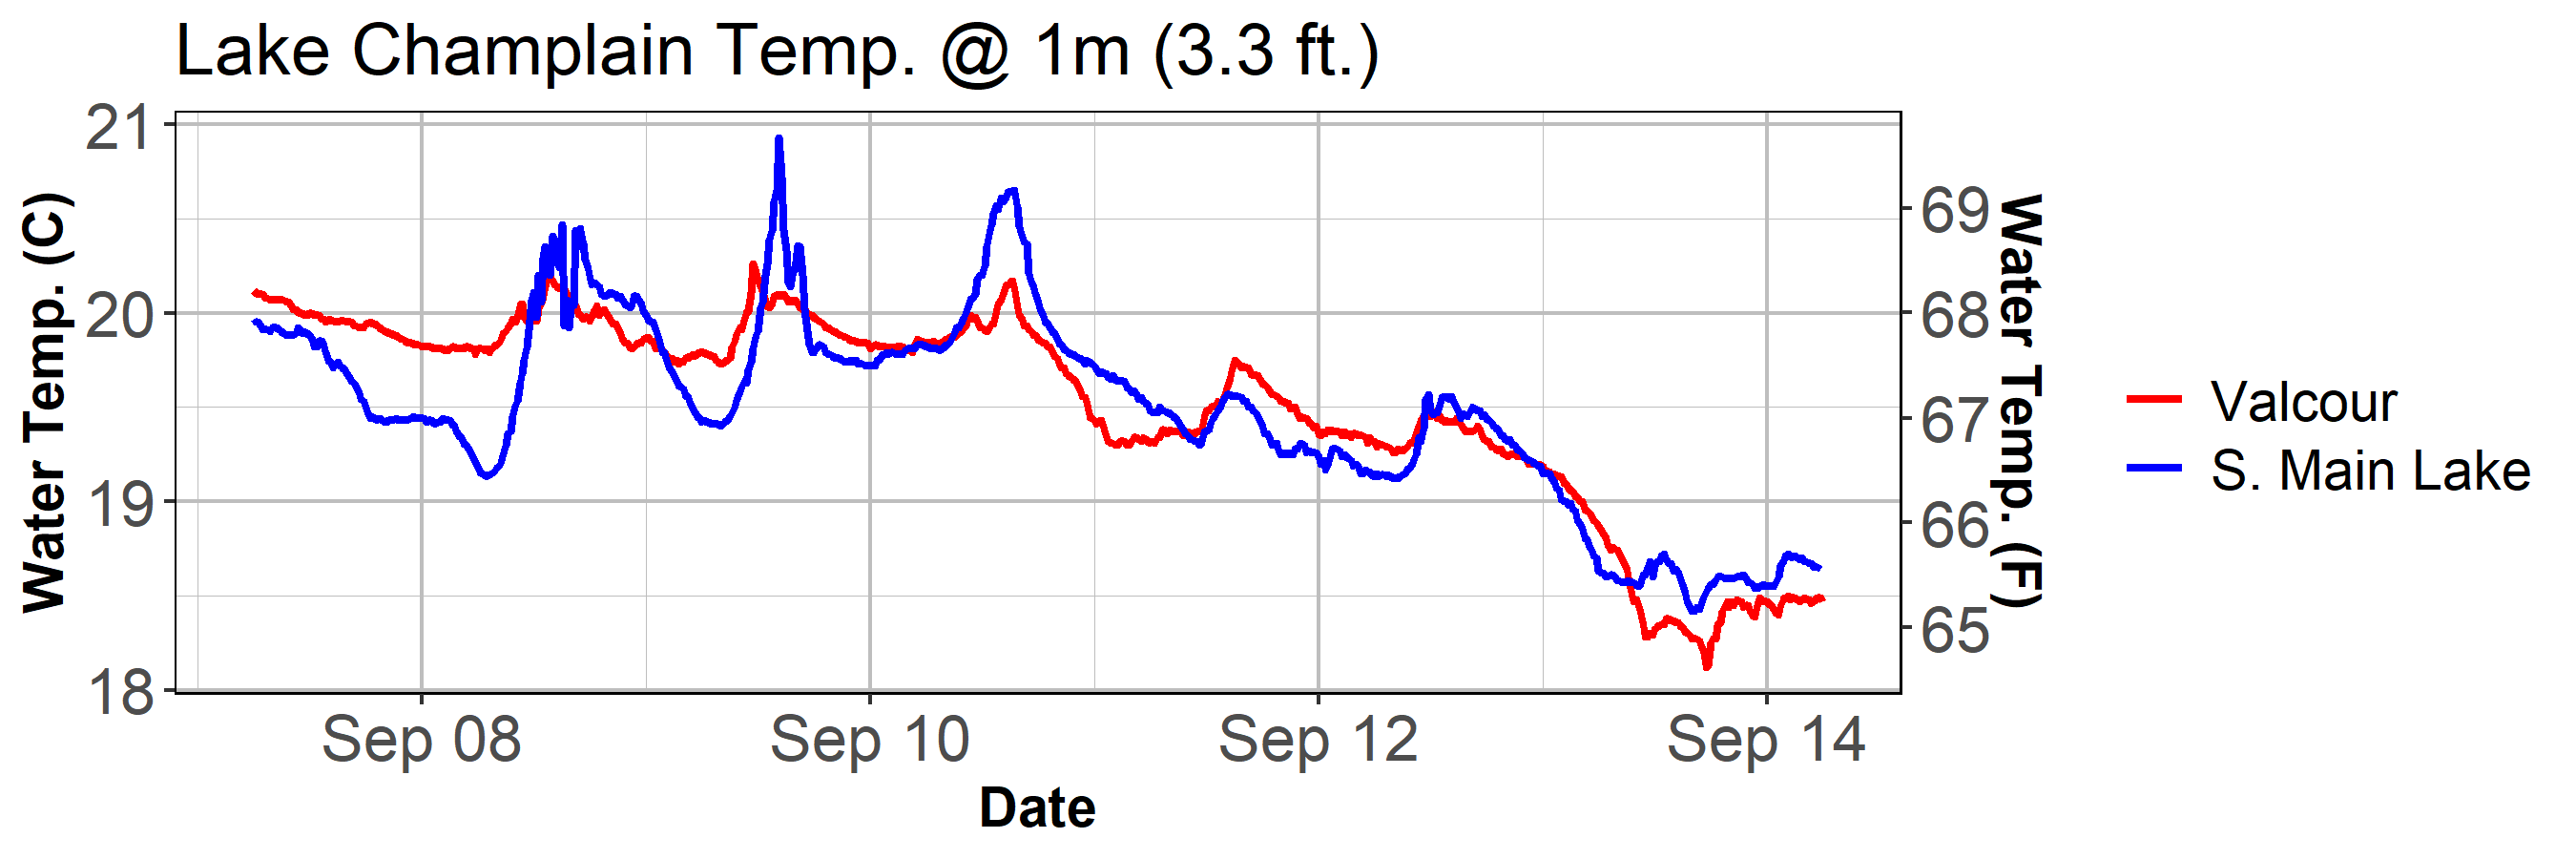 Lake Champlain Temp. @ 1m (3.3 ft.)
Water Temp. (C)
21
20
19
18
69
68
67
66
65
Water Temp. (F)
Sep 08
Sep 10
Sep 12
Sep 14
Date
Valcour
S. Main Lake